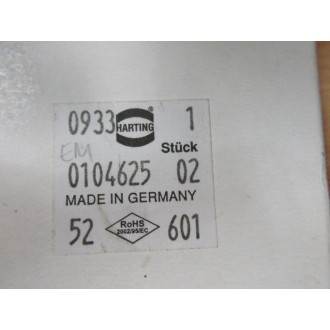 0933 HARTING ® 1
Stück
EM
0104625 02
MADE IN GERMANY
52 RoHS 2002/95/EC 601